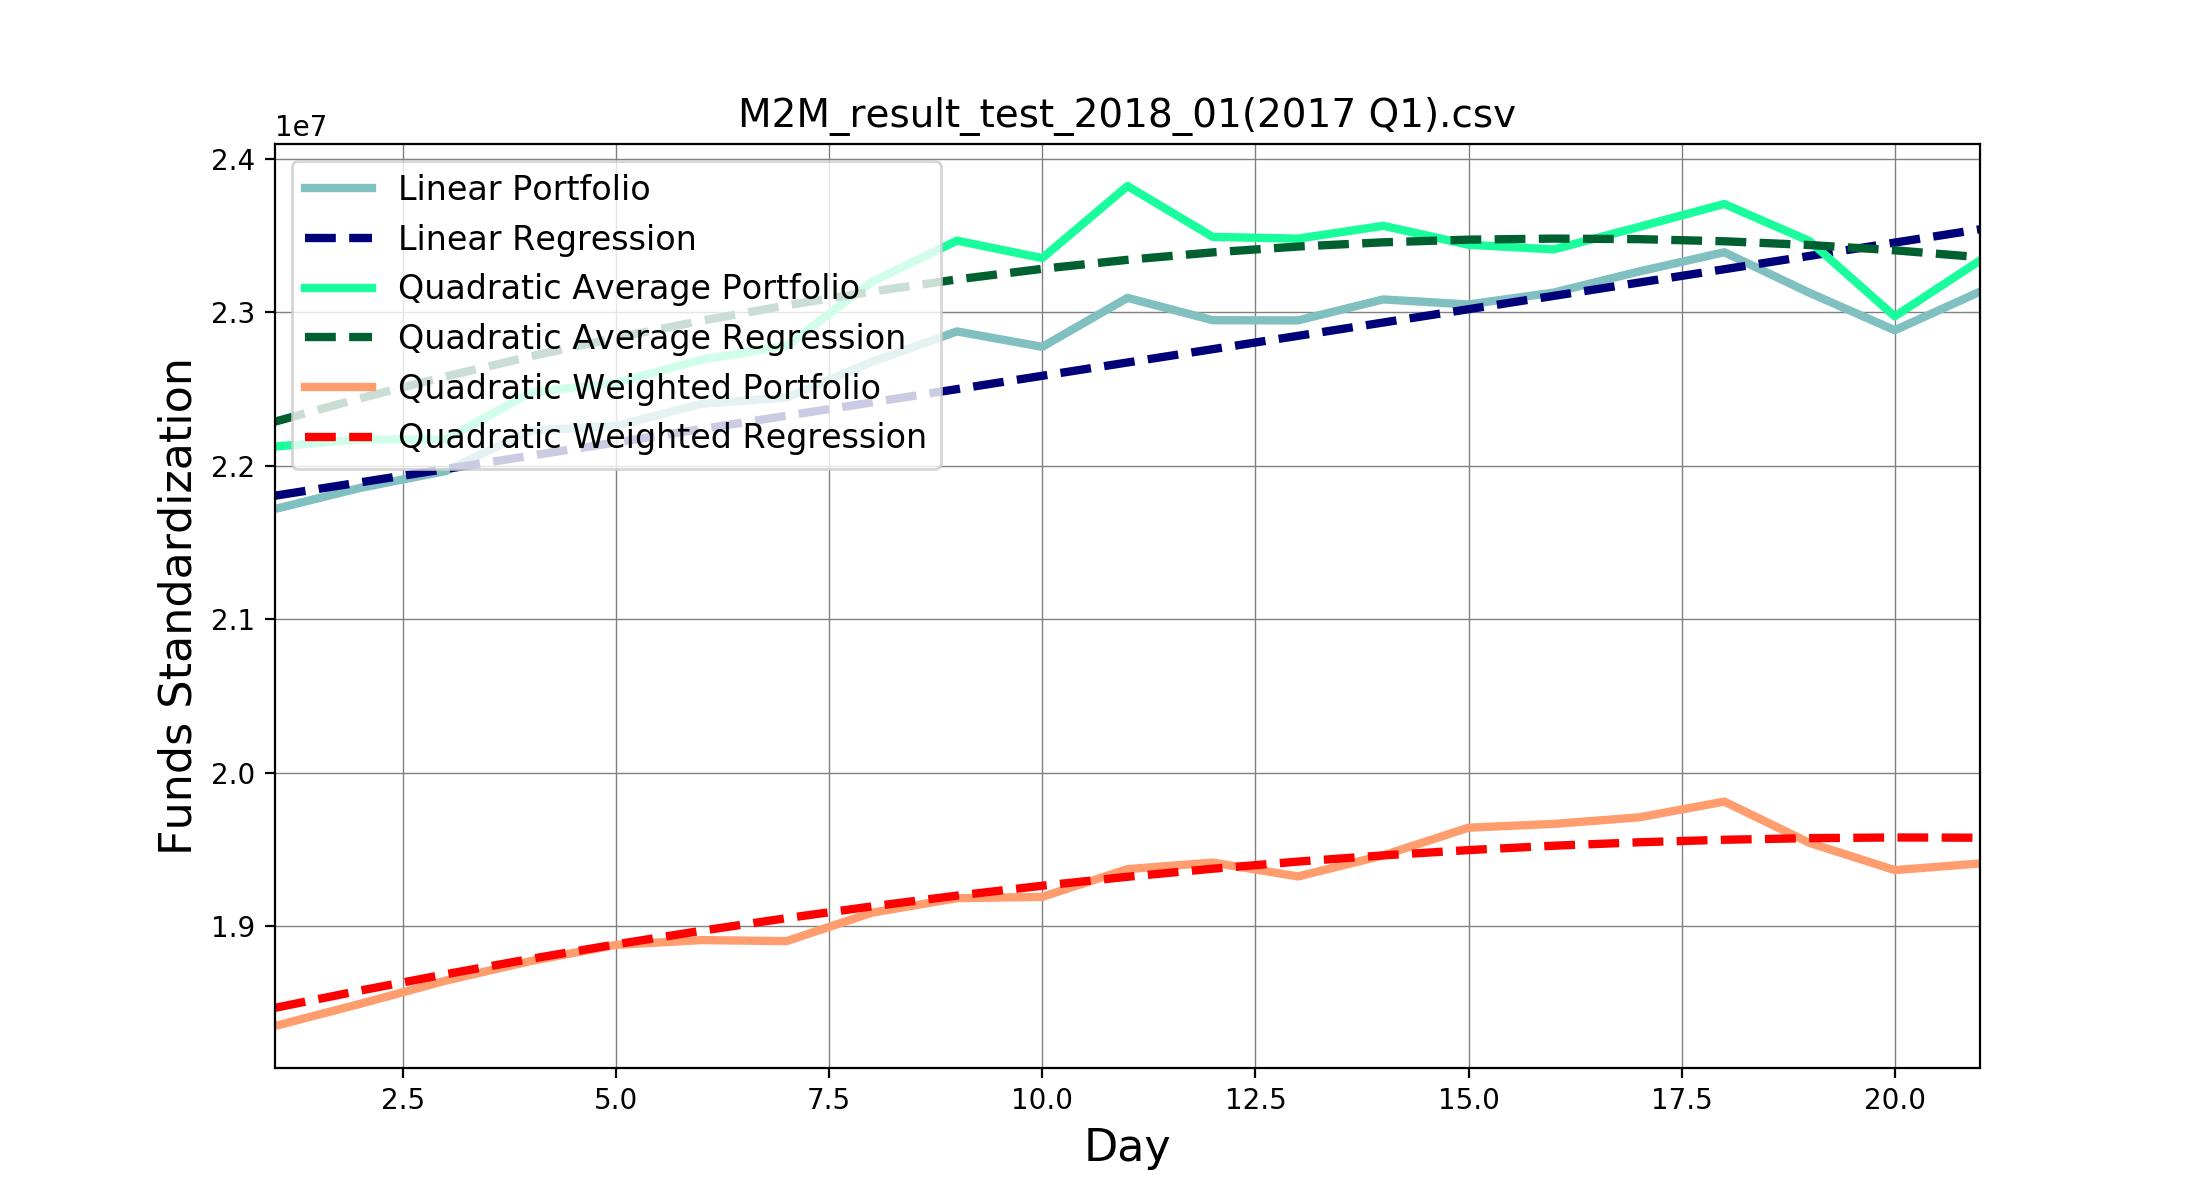 M2M_result_test_2018_01(2017 Q1).csv
1e7
2.4
2.3
2.2
2.1
2.0
1.9
Funds Standardization
Linear Portfolio
Linear Regression
Quadratic Average Portfolio
Quadratic Average Regression
Quadratic Weighted Portfolio
Quadratic Weighted Regression
2.5 5.0 7.5 10.0 12.5 15.0 17.5 20.0
Day